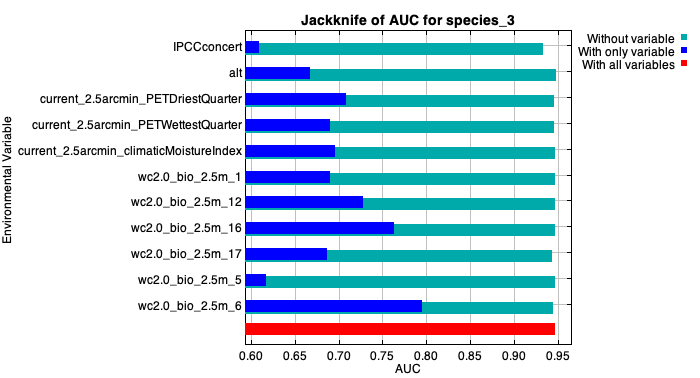 Jackknife of AUC for species_3
Without variable
With only variable
With all variables
Environmental Variable
IPCCconcert
alt
current_2.5arcmin_PETDriestQuarter
current_2.5arcmin_PETWettestQuarter
current_2.5arcmin_climaticMoistureIndex
wc2.0_bio_2.5m_1
wc2.0_bio_2.5m_12
wc2.0_bio_2.5m_16
wc2.0_bio_2.5m_17
wc2.0_bio_2.5m_5
wc2.0_bio_2.5m_6
0.60 0.65 0.70 0.75 0.80 0.85 0.90 0.95
AUC